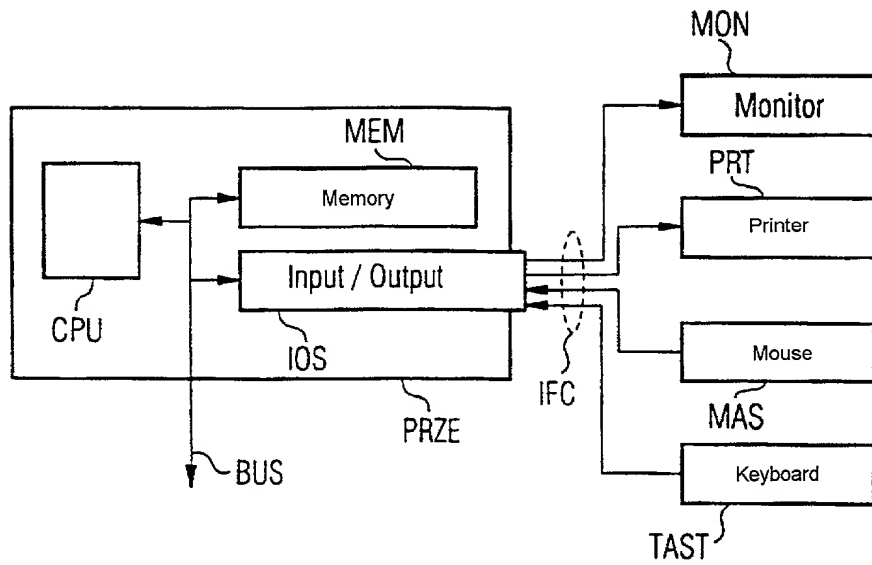 MON
Monitor
MEM
PRT
Memory
Printer
Input / Output
CPU
IOS
Mouse
IFC
MAS
PRZE
BUS
Keyboard
TAST